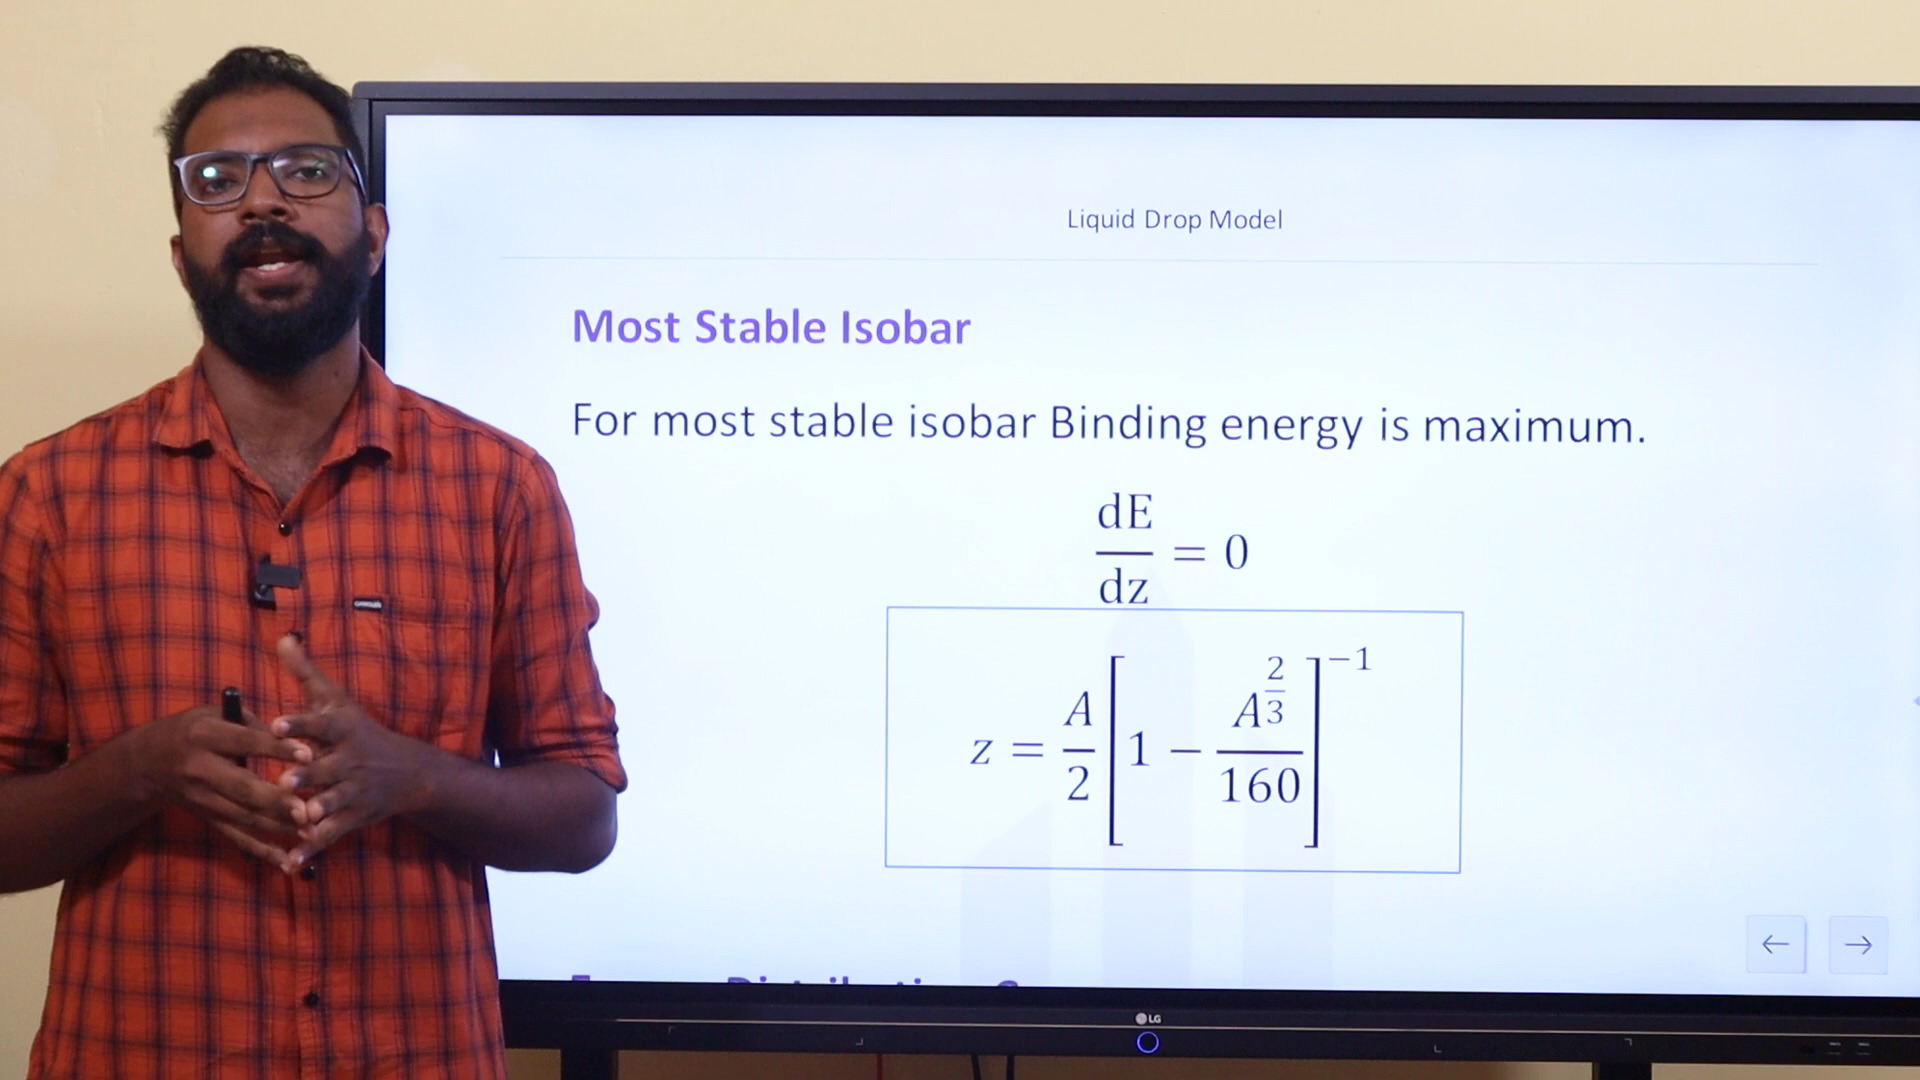 Liquid Drop Model
Most Stable Isobar
For most stable isobar Binding energy is maximum.
dE
—
dz
= 0
z = A/2 [1 − A^(2/3)/160]^−1
LG